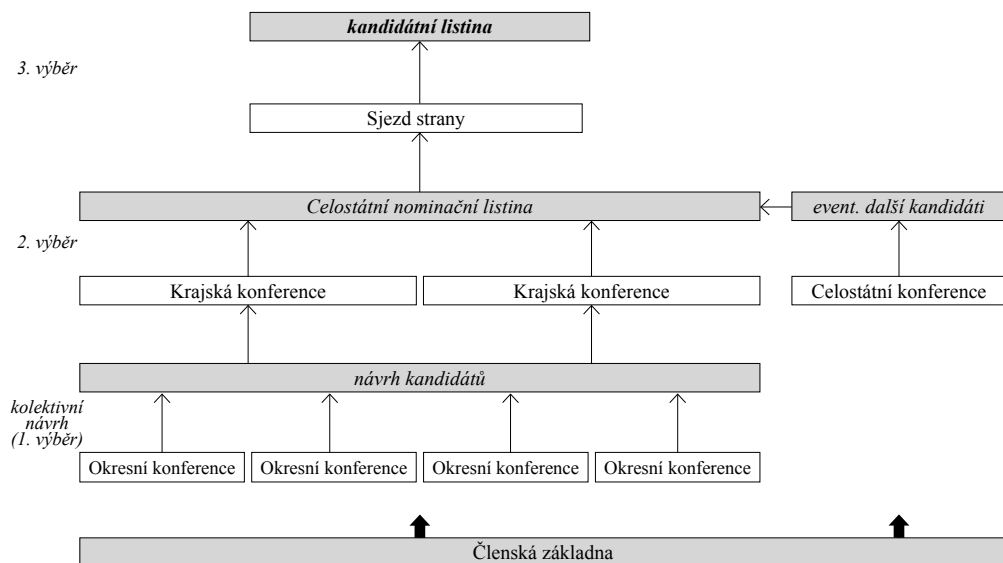 kandidátní listina
3. výběr
Sjezd strany
Celostátní nominační listina
event. další kandidáti
2. výběr
Krajská konference
Krajská konference
Celostátní konference
návrh kandidátů
kolektivní
návrh
(1. výběr)
Okresní konference
Okresní konference
Okresní konference
Okresní konference
Členská základna